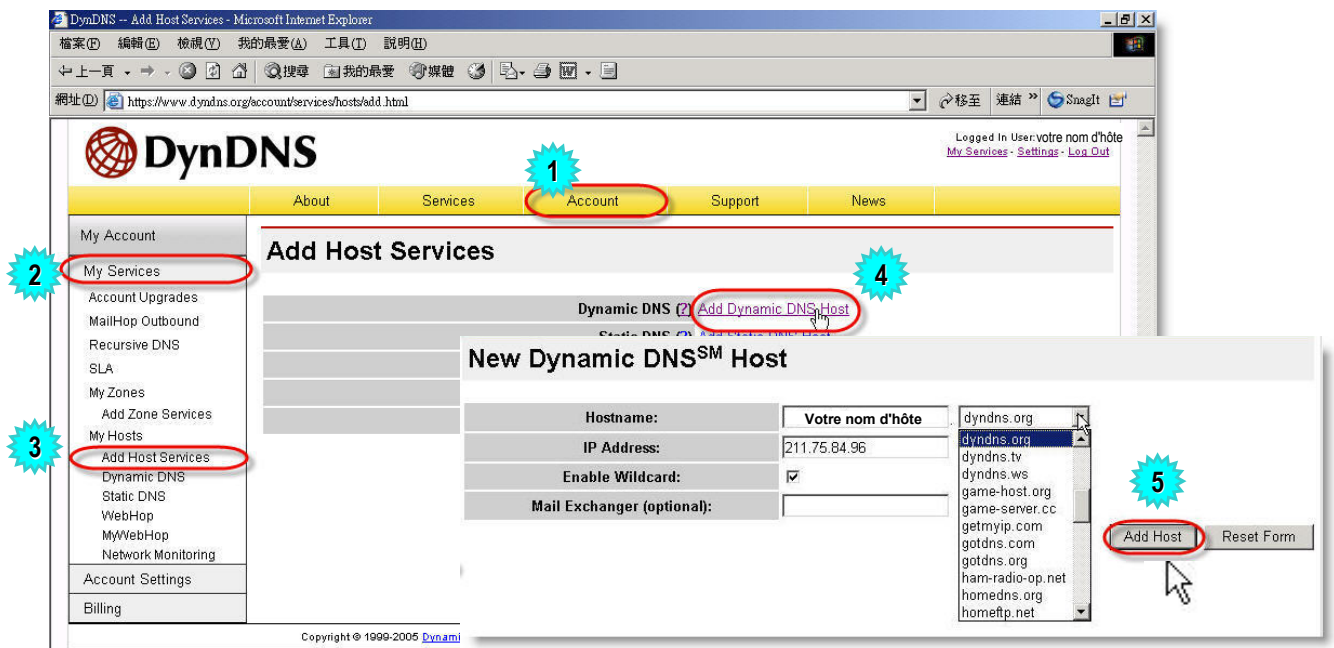 DynDNS -- Add Host Services - Microsoft Internet Explorer
檔案(F) 編輯(E) 檢視(V) 我的最愛(A) 工具(T) 說明(H)
上一頁 搜尋 我的最愛 媒體
網址(D) https://www.dyndns.org/account/services/hosts/add.html 移至 連結 » SnagIt
DynDNS
Logged In User:votre nom d'hôte
My Services - Settings - Log Out
1
About Services Account Support News
My Account
2
My Services
Account Upgrades
MailHop Outbound
Recursive DNS
SLA
My Zones
Add Zone Services
My Hosts
3
Add Host Services
Dynamic DNS
Static DNS
WebHop
MyWebHop
Network Monitoring
Account Settings
Billing
Add Host Services
4
Dynamic DNS (?) Add Dynamic DNS Host
Static DNS (?) Add Static DNS Host
New Dynamic DNSSM Host
Hostname: Votre nom d'hôte . dyndns.org
IP Address: 211.75.84.96
Enable Wildcard:
Mail Exchanger (optional):
dyndns.org
dyndns.tv
dyndns.ws
game-host.org
game-server.cc
getmyip.com
gotdns.com
gotdns.org
ham-radio-op.net
homedns.org
homeftp.net
5
Add Host Reset Form
Copyright © 1999-2005 Dynami